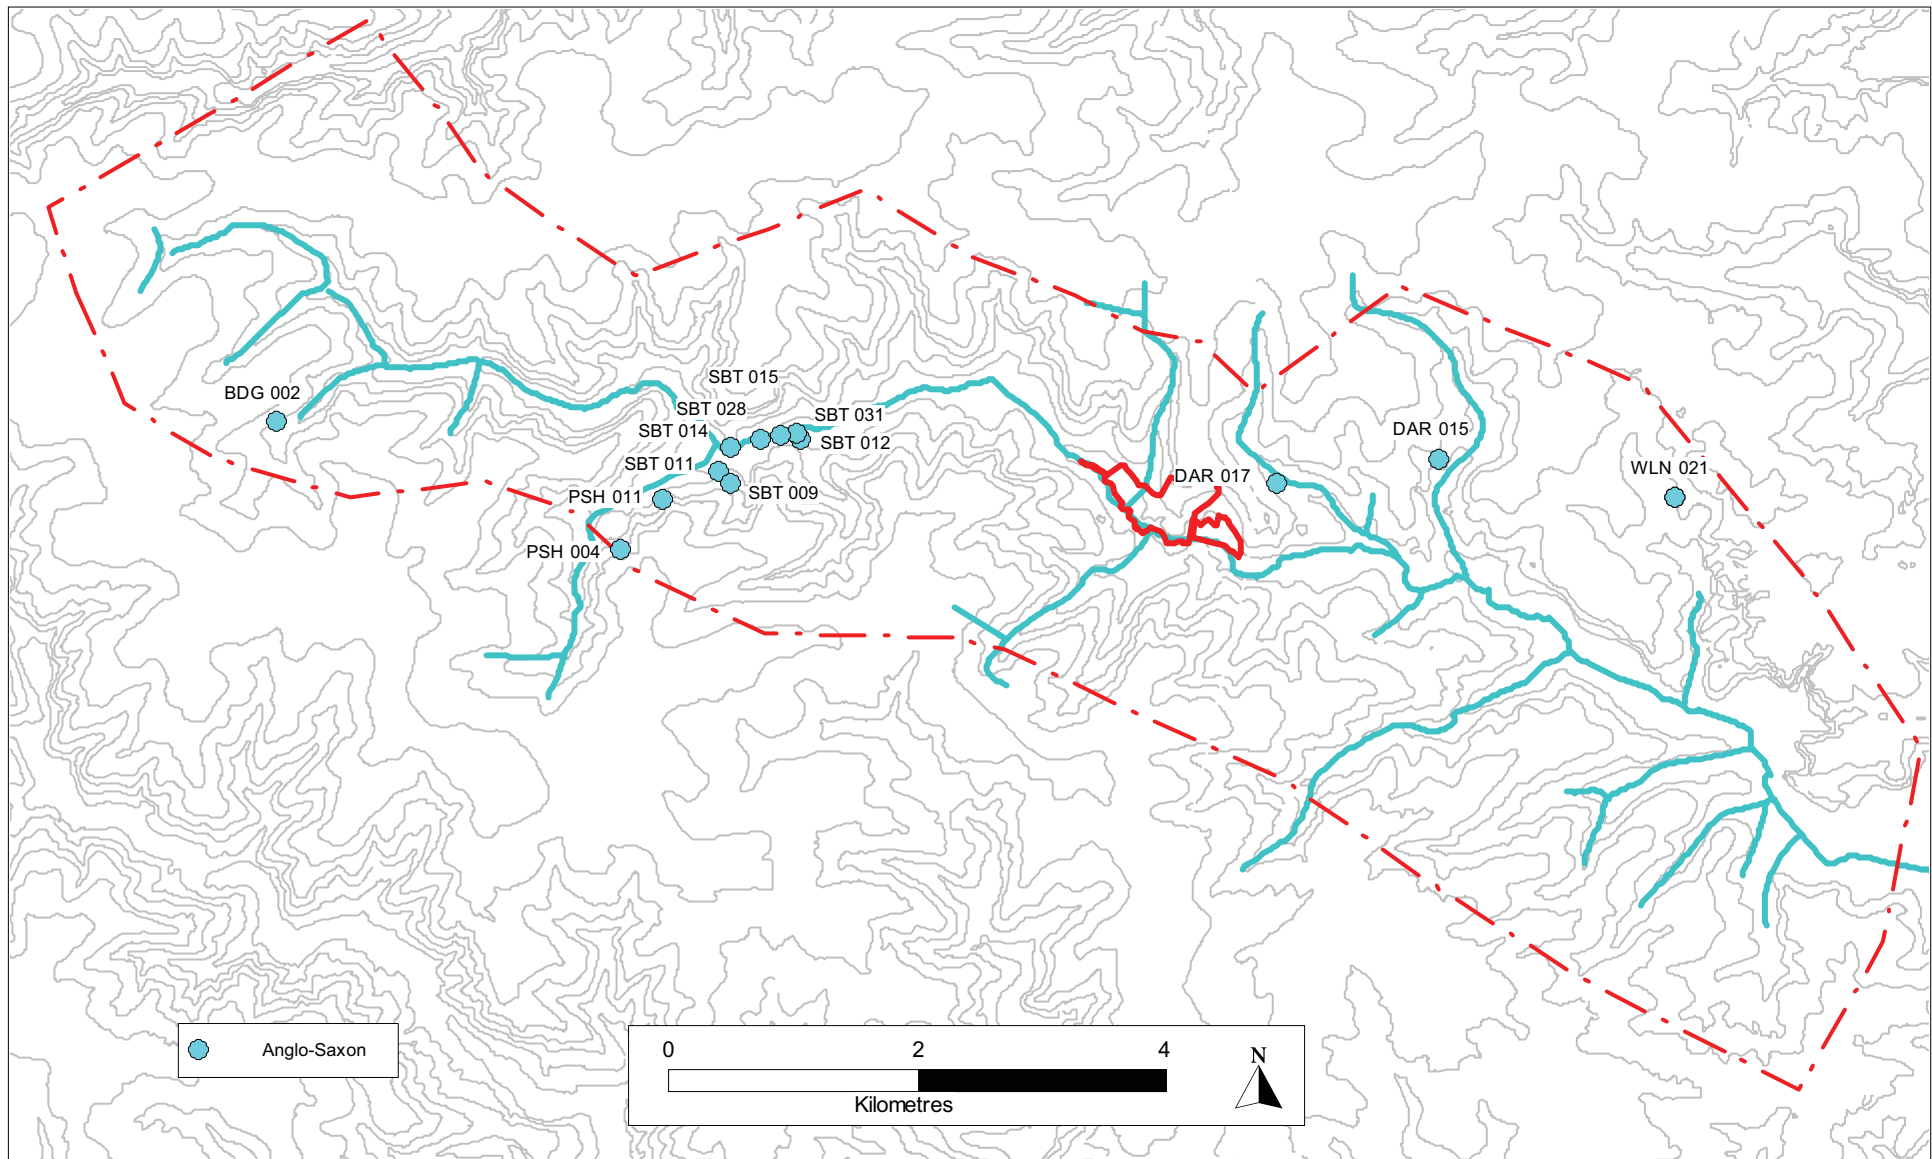 SBT 015
BDG 002
SBT 028
SBT 031
SBT 014
SBT 012
DAR 015
SBT 011
WLN 021
DAR 017
PSH 011
SBT 009
PSH 004
Anglo-Saxon
0 2 4
Kilometres
N